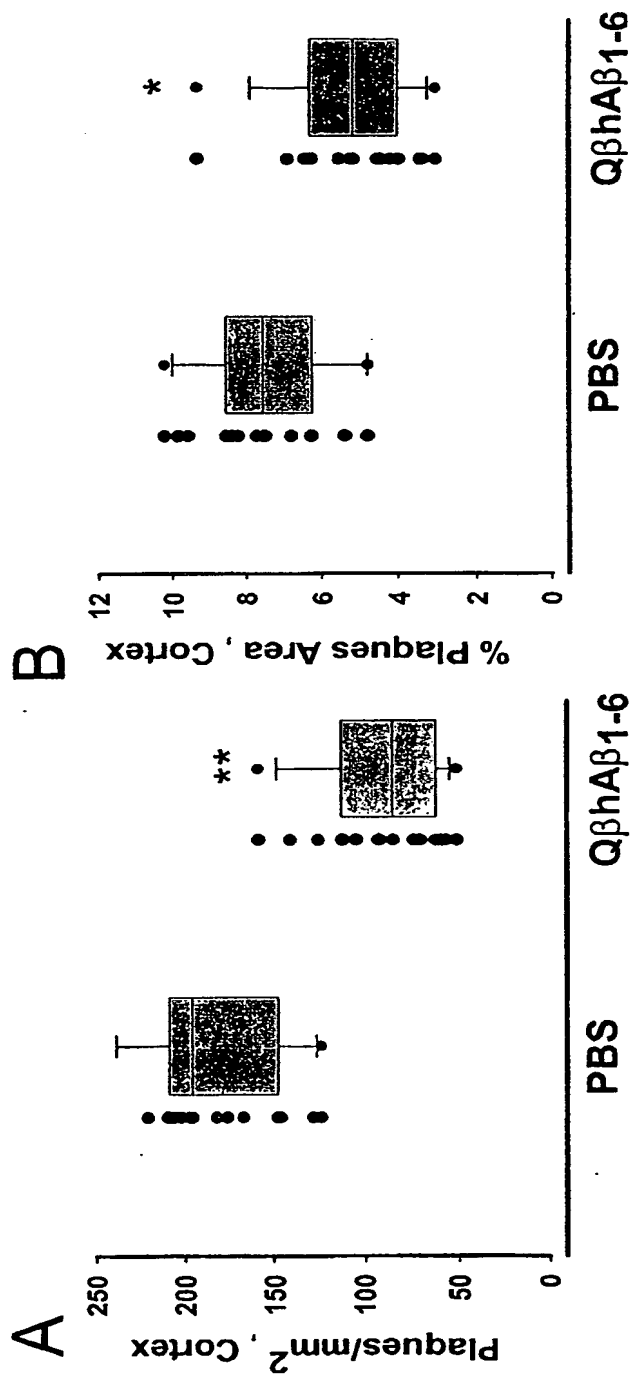 A
Plaques/mm², Cortex
250
200
150
100
50
0
**
PBS
QβhAβ1-6
B
% Plaques Area , Cortex
12
10
8
6
4
2
0
*
PBS
QβhAβ1-6